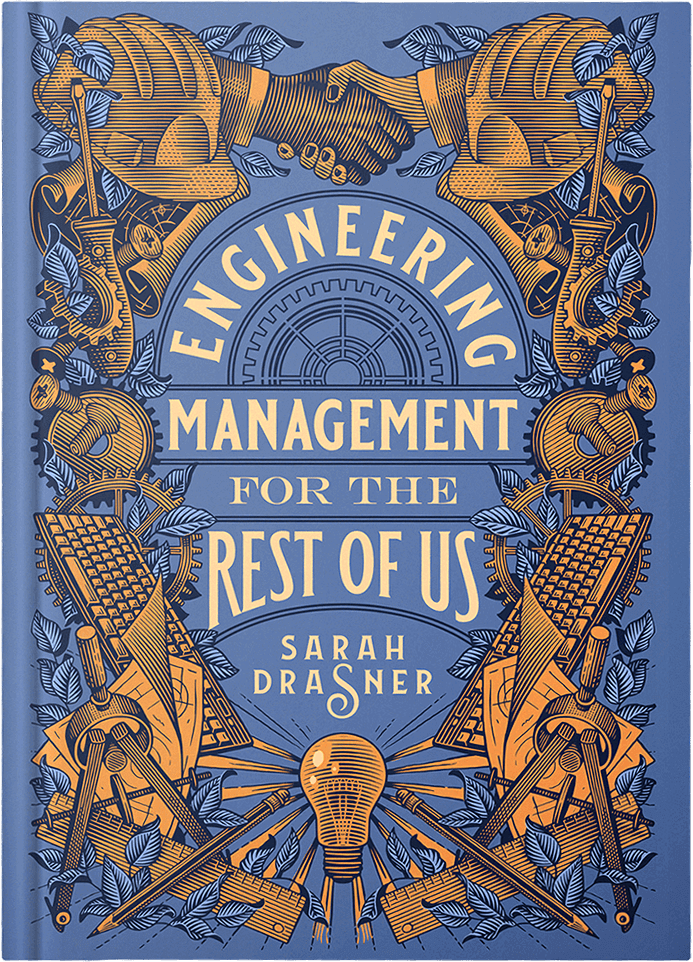 ENGINEERING
MANAGEMENT
FOR THE
REST OF US
SARAH
DRASNER